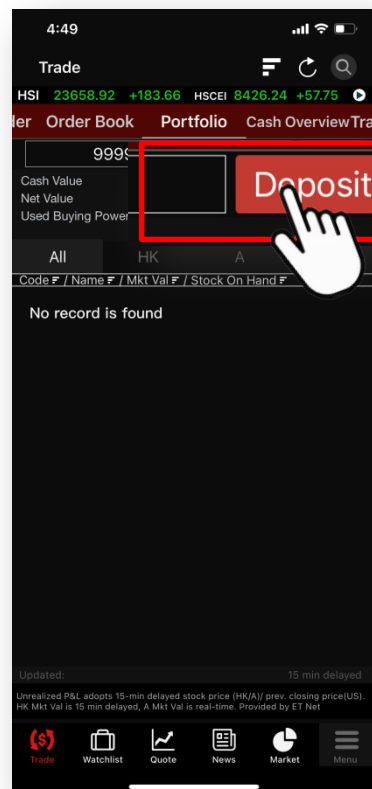 4:49
Trade
HSI 23658.92 +183.66 HSCEI 8426.24 +57.75
der Order Book Portfolio Cash Overview Tra
9999
Cash Value
Net Value
Used Buying Power
Deposit
All HK A
Code / Name / Mkt Val / Stock On Hand
No record is found
Updated: 15 min delayed
Unrealized P&L adopts 15-min delayed stock price (HK/A)/ prev. closing price(US).
HK Mkt Val is 15 min delayed, A Mkt Val is real-time. Provided by ET Net
Trade Watchlist Quote News Market Menu